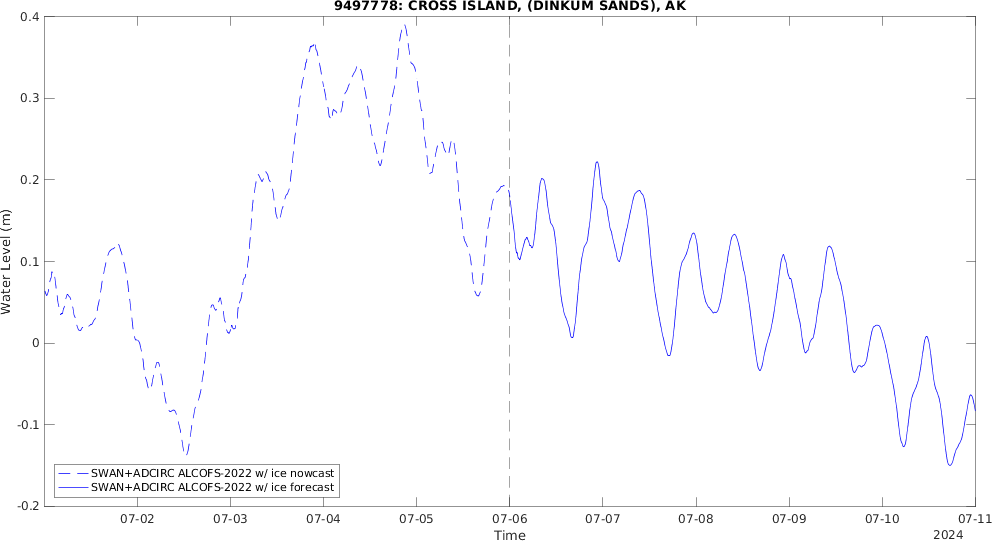 9497778: CROSS ISLAND, (DINKUM SANDS), AK
Water Level (m)
0.4
0.3
0.2
0.1
0
-0.1
-0.2
SWAN+ADCIRC ALCOFS-2022 w/ ice nowcast
SWAN+ADCIRC ALCOFS-2022 w/ ice forecast
07-02 07-03 07-04 07-05 07-06 07-07 07-08 07-09 07-10 07-11
Time
2024